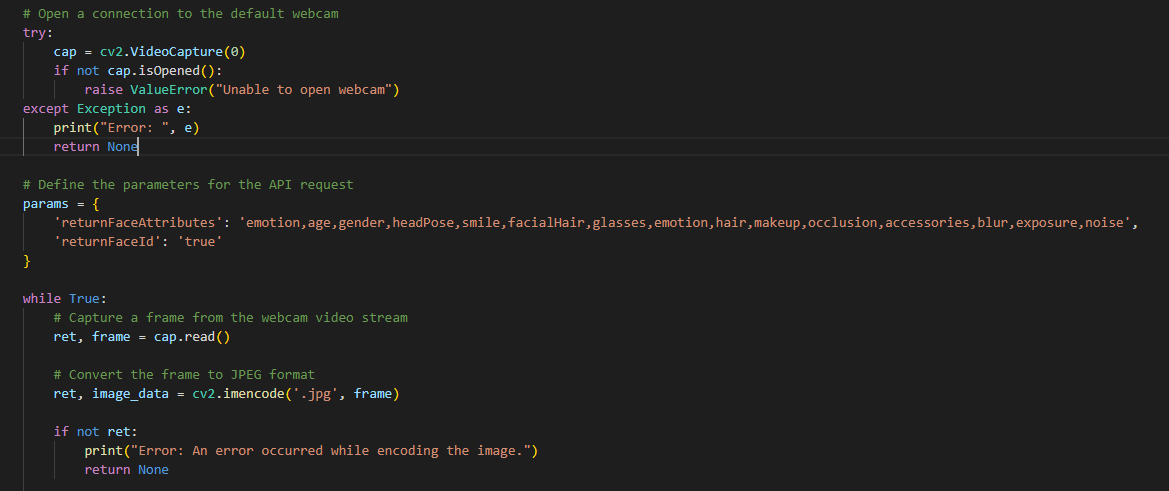 # Open a connection to the default webcam
try:
    cap = cv2.VideoCapture(0)
    if not cap.isOpened():
        raise ValueError("Unable to open webcam")
except Exception as e:
    print("Error: ", e)
    return None

# Define the parameters for the API request
params = {
    'returnFaceAttributes': 'emotion,age,gender,headPose,smile,facialHair,glasses,emotion,hair,makeup,occlusion,accessories,blur,exposure,noise',
    'returnFaceId': 'true'
}

while True:
    # Capture a frame from the webcam video stream
    ret, frame = cap.read()

    # Convert the frame to JPEG format
    ret, image_data = cv2.imencode('.jpg', frame)

    if not ret:
        print("Error: An error occurred while encoding the image.")
        return None